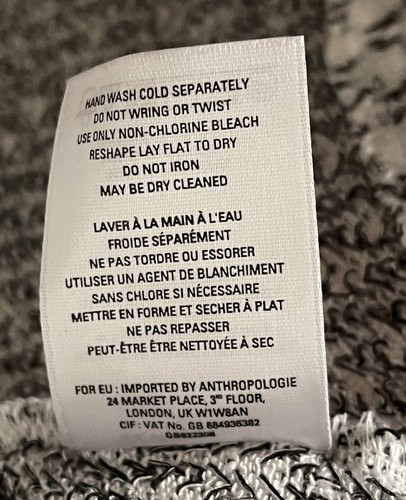 HAND WASH COLD SEPARATELY
DO NOT WRING OR TWIST
USE ONLY NON-CHLORINE BLEACH
RESHAPE LAY FLAT TO DRY
DO NOT IRON
MAY BE DRY CLEANED
LAVER À LA MAIN À L'EAU
FROIDE SÉPARÉMENT
NE PAS TORDRE OU ESSORER
UTILISER UN AGENT DE BLANCHIMENT
SANS CHLORE SI NÉCESSAIRE
METTRE EN FORME ET SECHER À PLAT
NE PAS REPASSER
PEUT-ÊTRE ÊTRE NETTOYÉE À SEC
FOR EU : IMPORTED BY ANTHROPOLOGIE
24 MARKET PLACE, 3RD FLOOR,
LONDON, UK W1W8AN
CIF : VAT No. GB